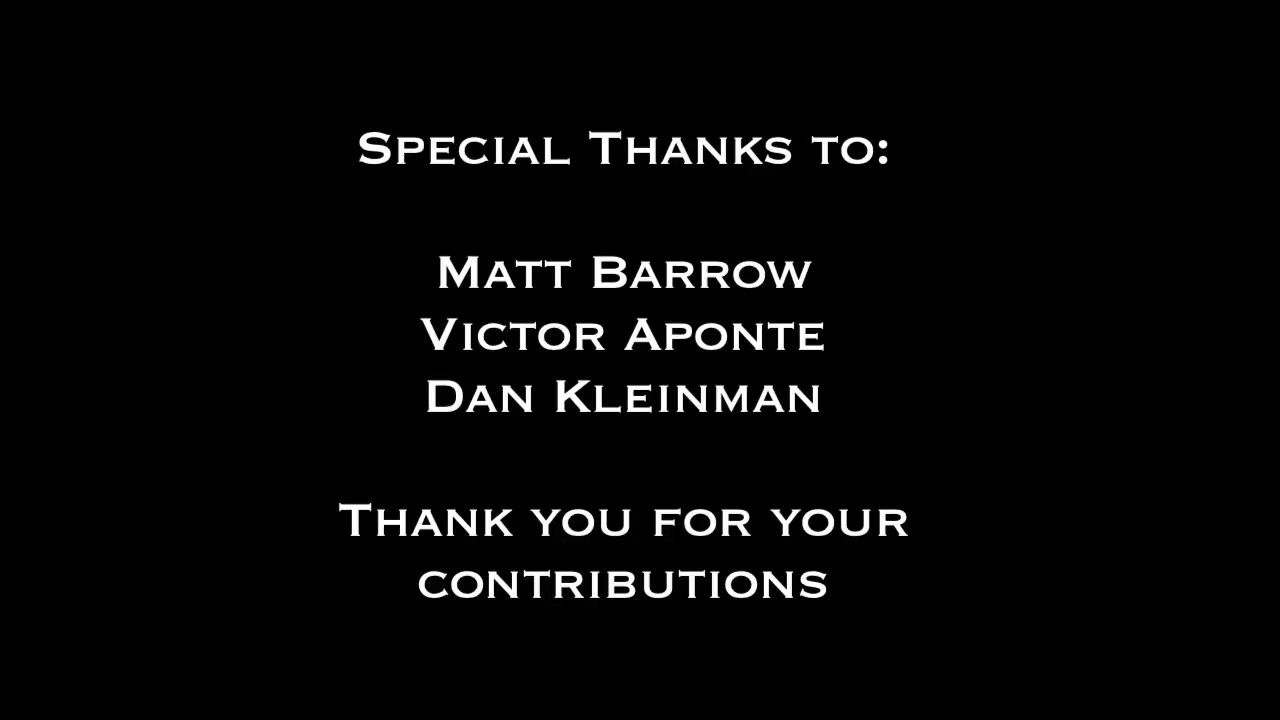 Special Thanks to:
Matt Barrow
Victor Aponte
Dan Kleinman
Thank you for your
contributions